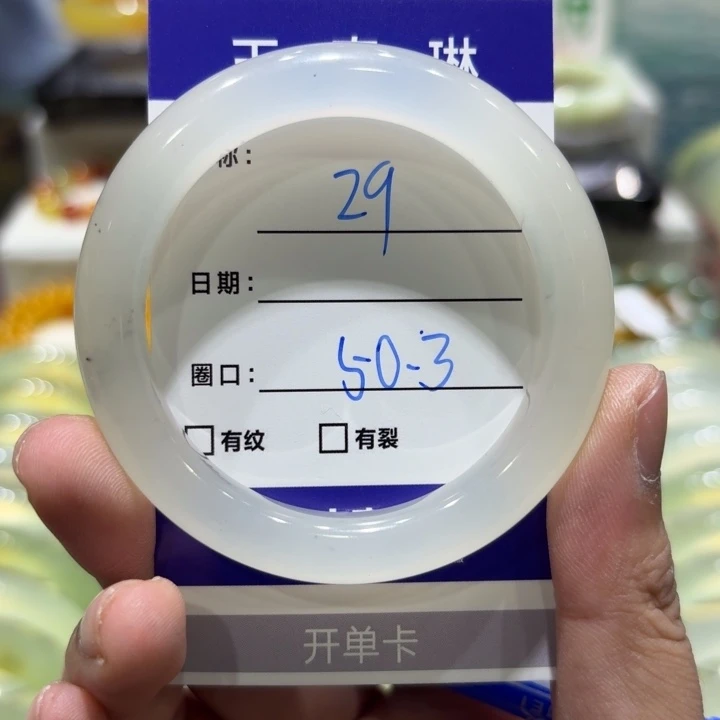 称: 29
日期:
圈口: 50.3
□有纹 □有裂
开单卡